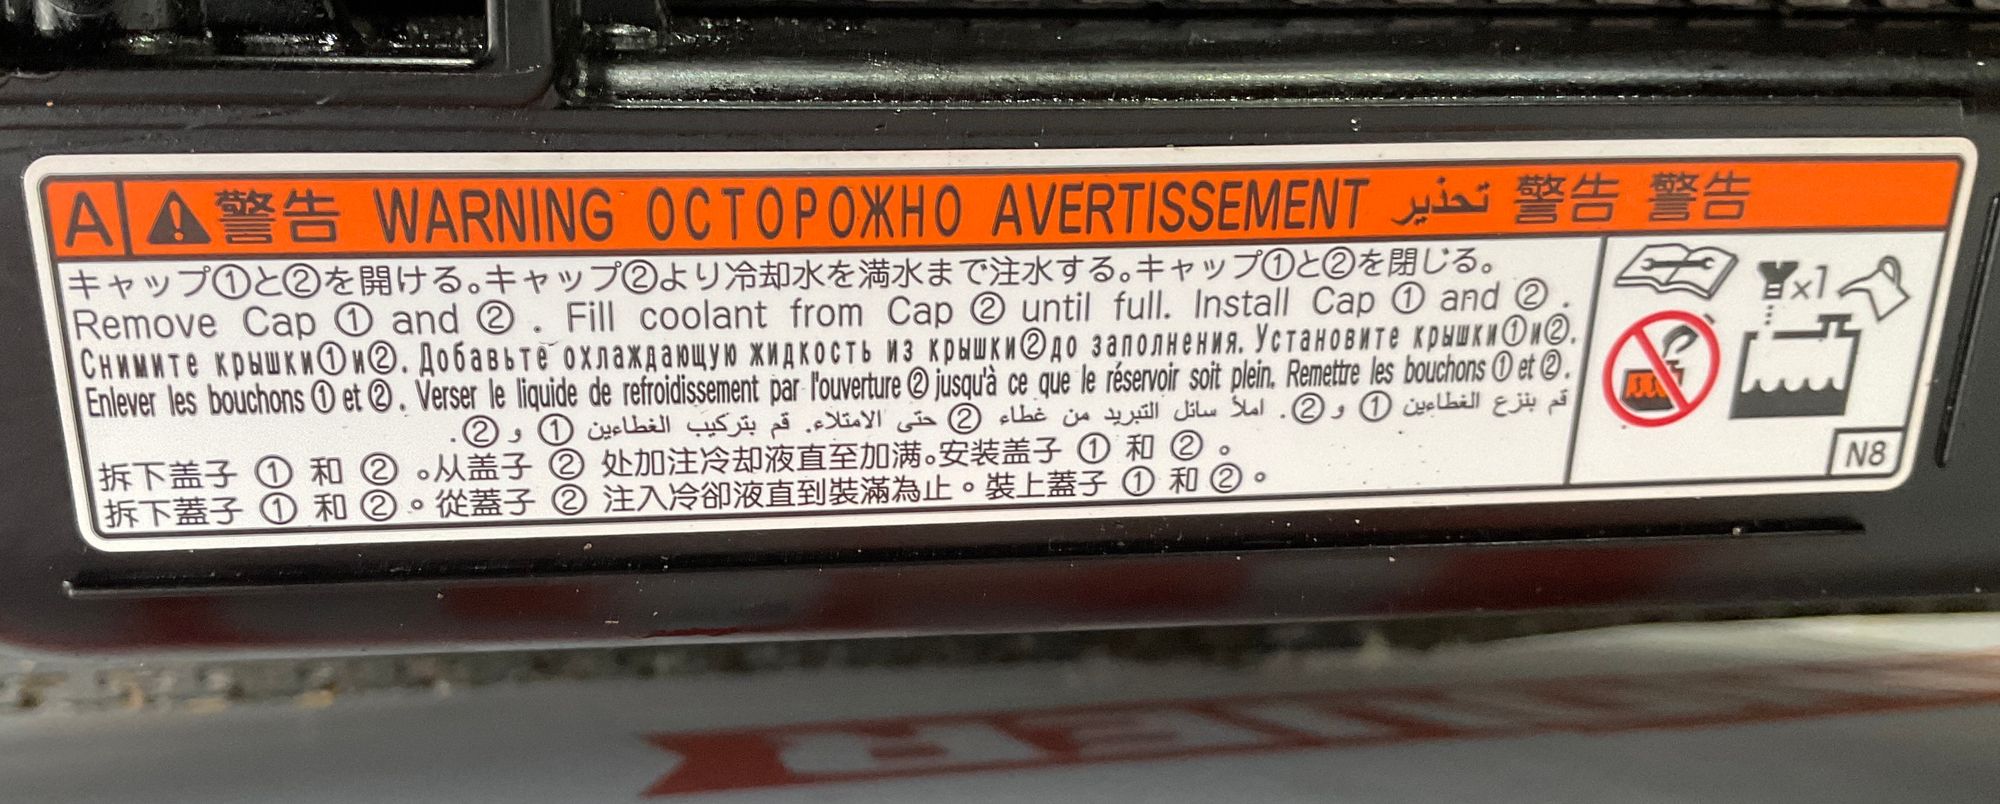 A ⚠警告 WARNING ОСТОРОЖНО AVERTISSEMENT تحذير 警告 警告
キャップ①と②を開ける。キャップ②より冷却水を満水まで注水する。キャップ①と②を閉じる。
Remove Cap ① and ② . Fill coolant from Cap ② until full. Install Cap ① and ② .
Снимите крышки①и②. Добавьте охлаждающую жидкость из крышки②до заполнения. Установите крышки①и②.
Enlever les bouchons ① et ② . Verser le liquide de refroidissement par l'ouverture ② jusqu'à ce que le réservoir soit plein. Remettre les bouchons ① et ② .
قم بنزع الغطاءين ① و ②. املأ سائل التبريد من غطاء ② حتى الامتلاء. قم بتركيب الغطاءين ① و ②.
拆下盖子 ① 和 ② 。从盖子 ② 处加注冷却液直至加满。安装盖子 ① 和 ② 。
拆下蓋子 ① 和 ② 。從蓋子 ② 注入冷卻液直到裝滿為止。裝上蓋子 ① 和 ② 。
x1
N8